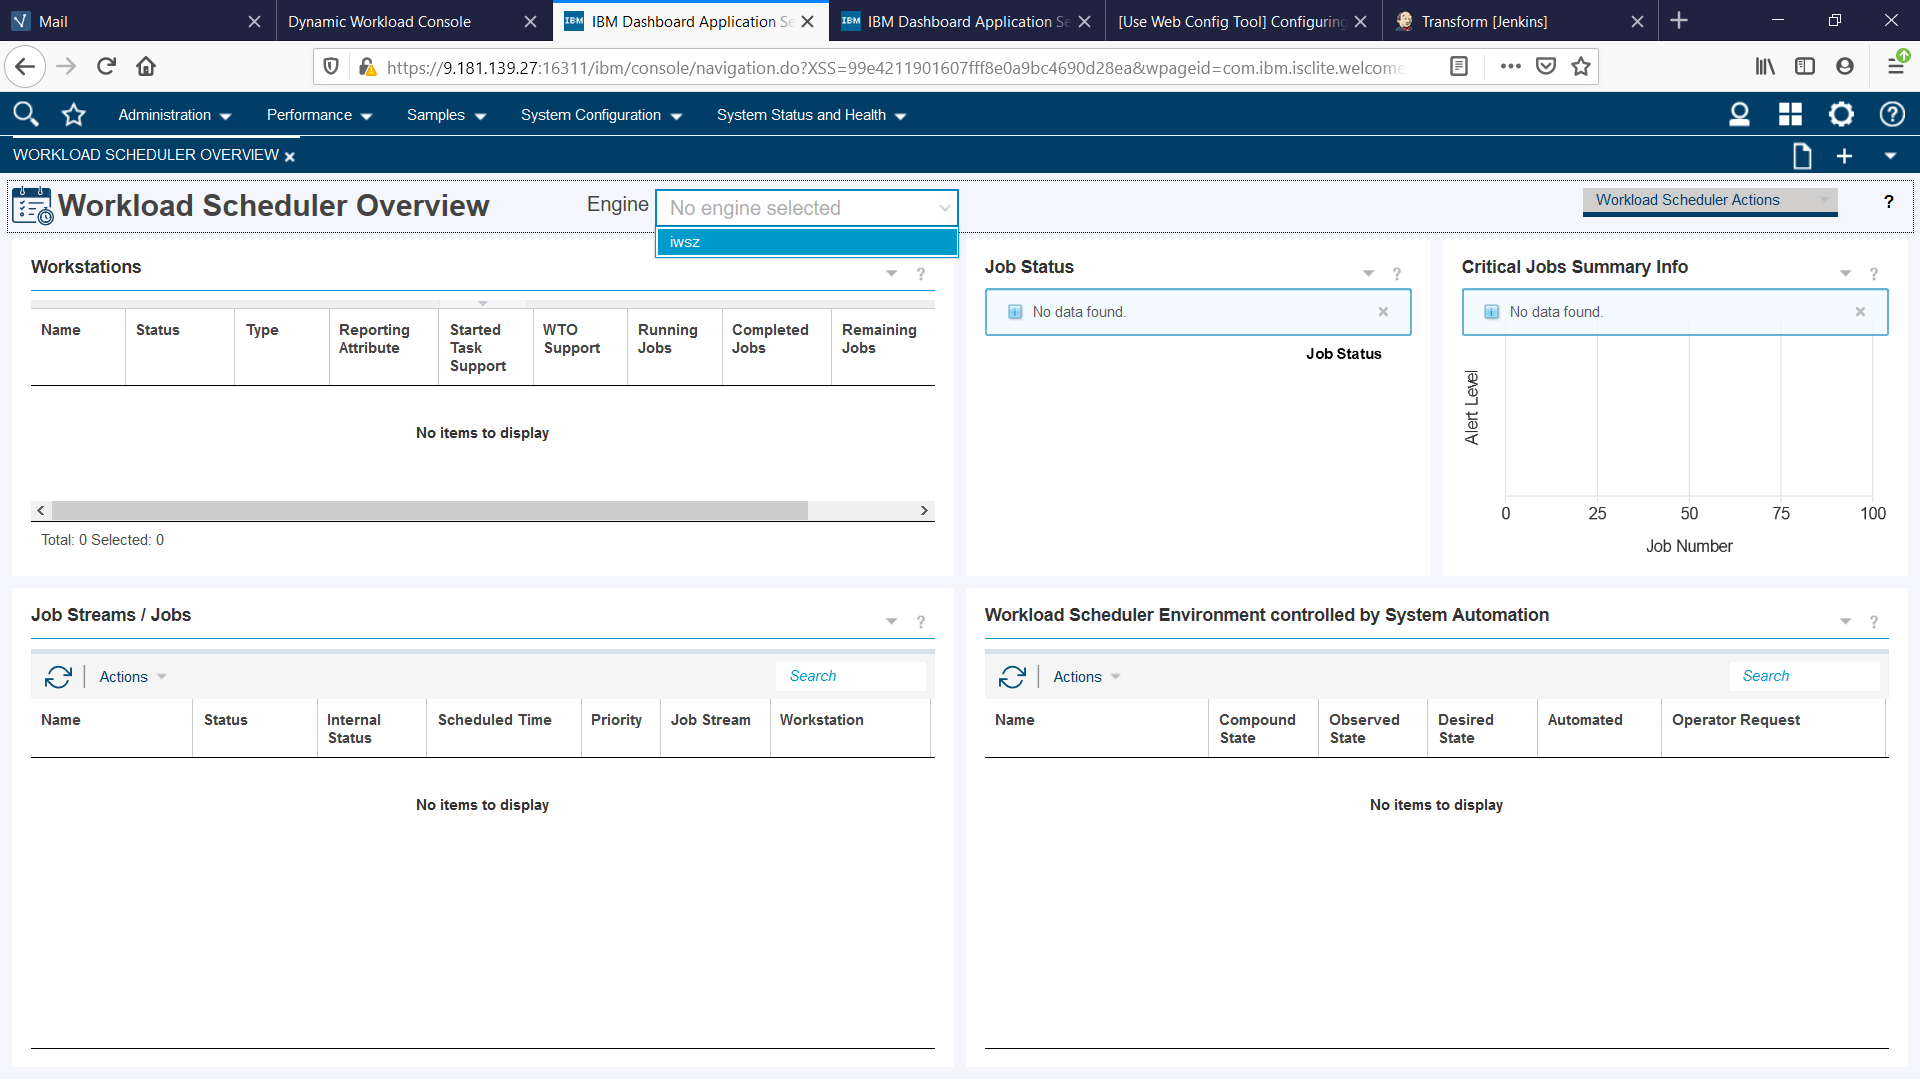 Mail
Dynamic Workload Console
IBM Dashboard Application Se
IBM Dashboard Application Se
[Use Web Config Tool] Configuring
Transform [Jenkins]
https://9.181.139.27:16311/ibm/console/navigation.do?XSS=99e4211901607fff8e0a9bc4690d28ea&wpageid=com.ibm.isclite.welcome
Administration
Performance
Samples
System Configuration
System Status and Health
WORKLOAD SCHEDULER OVERVIEW
Workload Scheduler Overview
Engine
No engine selected
iwsz
Workload Scheduler Actions
?
Workstations
?
Name
Status
Type
Reporting Attribute
Started Task Support
WTO Support
Running Jobs
Completed Jobs
Remaining Jobs
No items to display
Total: 0 Selected: 0
Job Status
?
No data found.
Job Status
Critical Jobs Summary Info
?
No data found.
Alert Level
0 25 50 75 100
Job Number
Job Streams / Jobs
?
Actions
Search
Name
Status
Internal Status
Scheduled Time
Priority
Job Stream
Workstation
No items to display
Workload Scheduler Environment controlled by System Automation
?
Actions
Search
Name
Compound State
Observed State
Desired State
Automated
Operator Request
No items to display